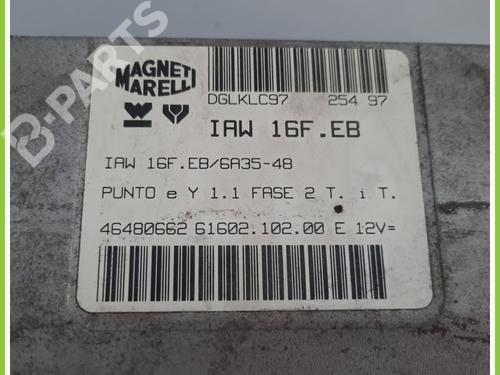 MAGNETI
MARELLI
DGLKLC97 254 97
IAW 16F.EB
IAW 16F.EB/6A35-48
PUNTO e Y 1.1 FASE 2 T. i T.
46480662 61602.102.00 E 12V=
B-PARTS